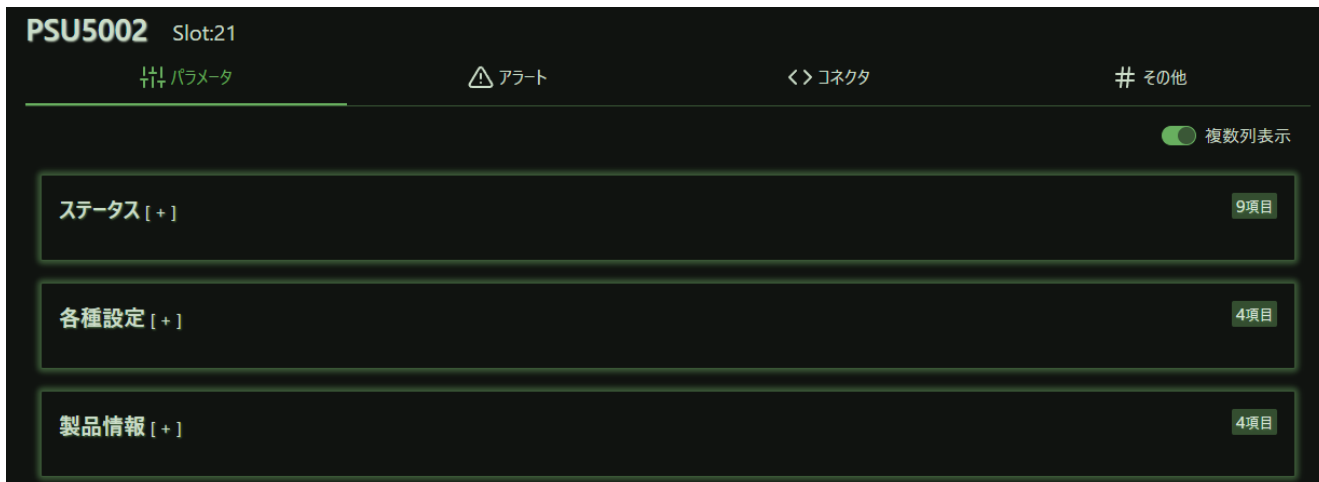 PSU5002 Slot:21
パラメータ アラート コネクタ その他
複数列表示
ステータス [ + ] 9項目
各種設定 [ + ] 4項目
製品情報 [ + ] 4項目